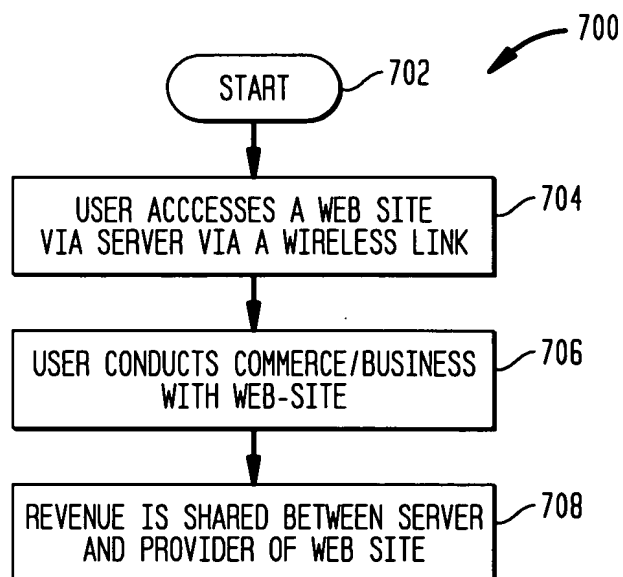 700
START
702
USER ACCCESSES A WEB SITE
VIA SERVER VIA A WIRELESS LINK
704
USER CONDUCTS COMMERCE/BUSINESS
WITH WEB-SITE
706
REVENUE IS SHARED BETWEEN SERVER
AND PROVIDER OF WEB SITE
708